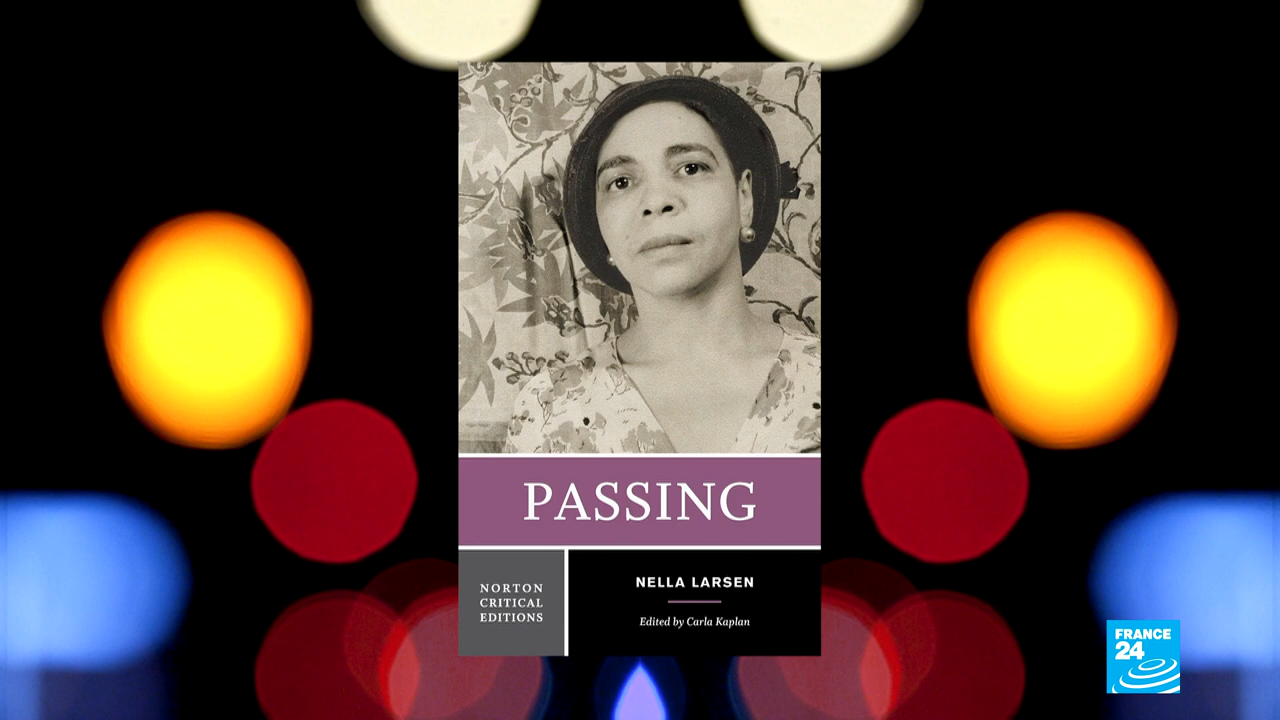 PASSING
NORTON
CRITICAL
EDITIONS
NELLA LARSEN
Edited by Carla Kaplan
FRANCE
24